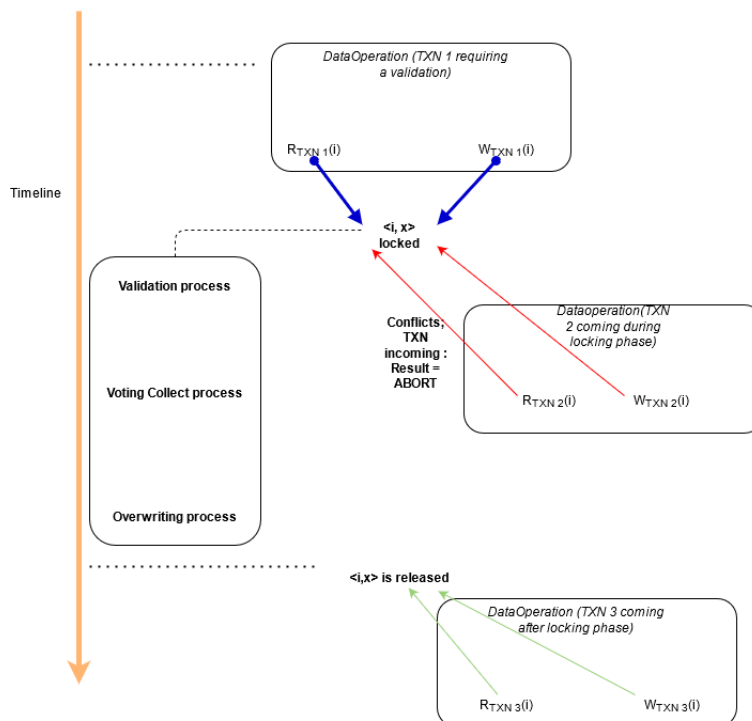 DataOperation (TXN 1 requiring
a validation)
RTXN 1(i)
WTXN 1(i)
Timeline
<i, x>
locked
Validation process
Dataoperation(TXN
2 coming during
locking phase)
Conflicts;
TXN
incoming :
Result =
ABORT
Voting Collect process
RTXN 2(i)
WTXN 2(i)
Overwriting process
<i,x> is released
DataOperation (TXN 3 coming
after locking phase)
RTXN 3(i)
WTXN 3(i)